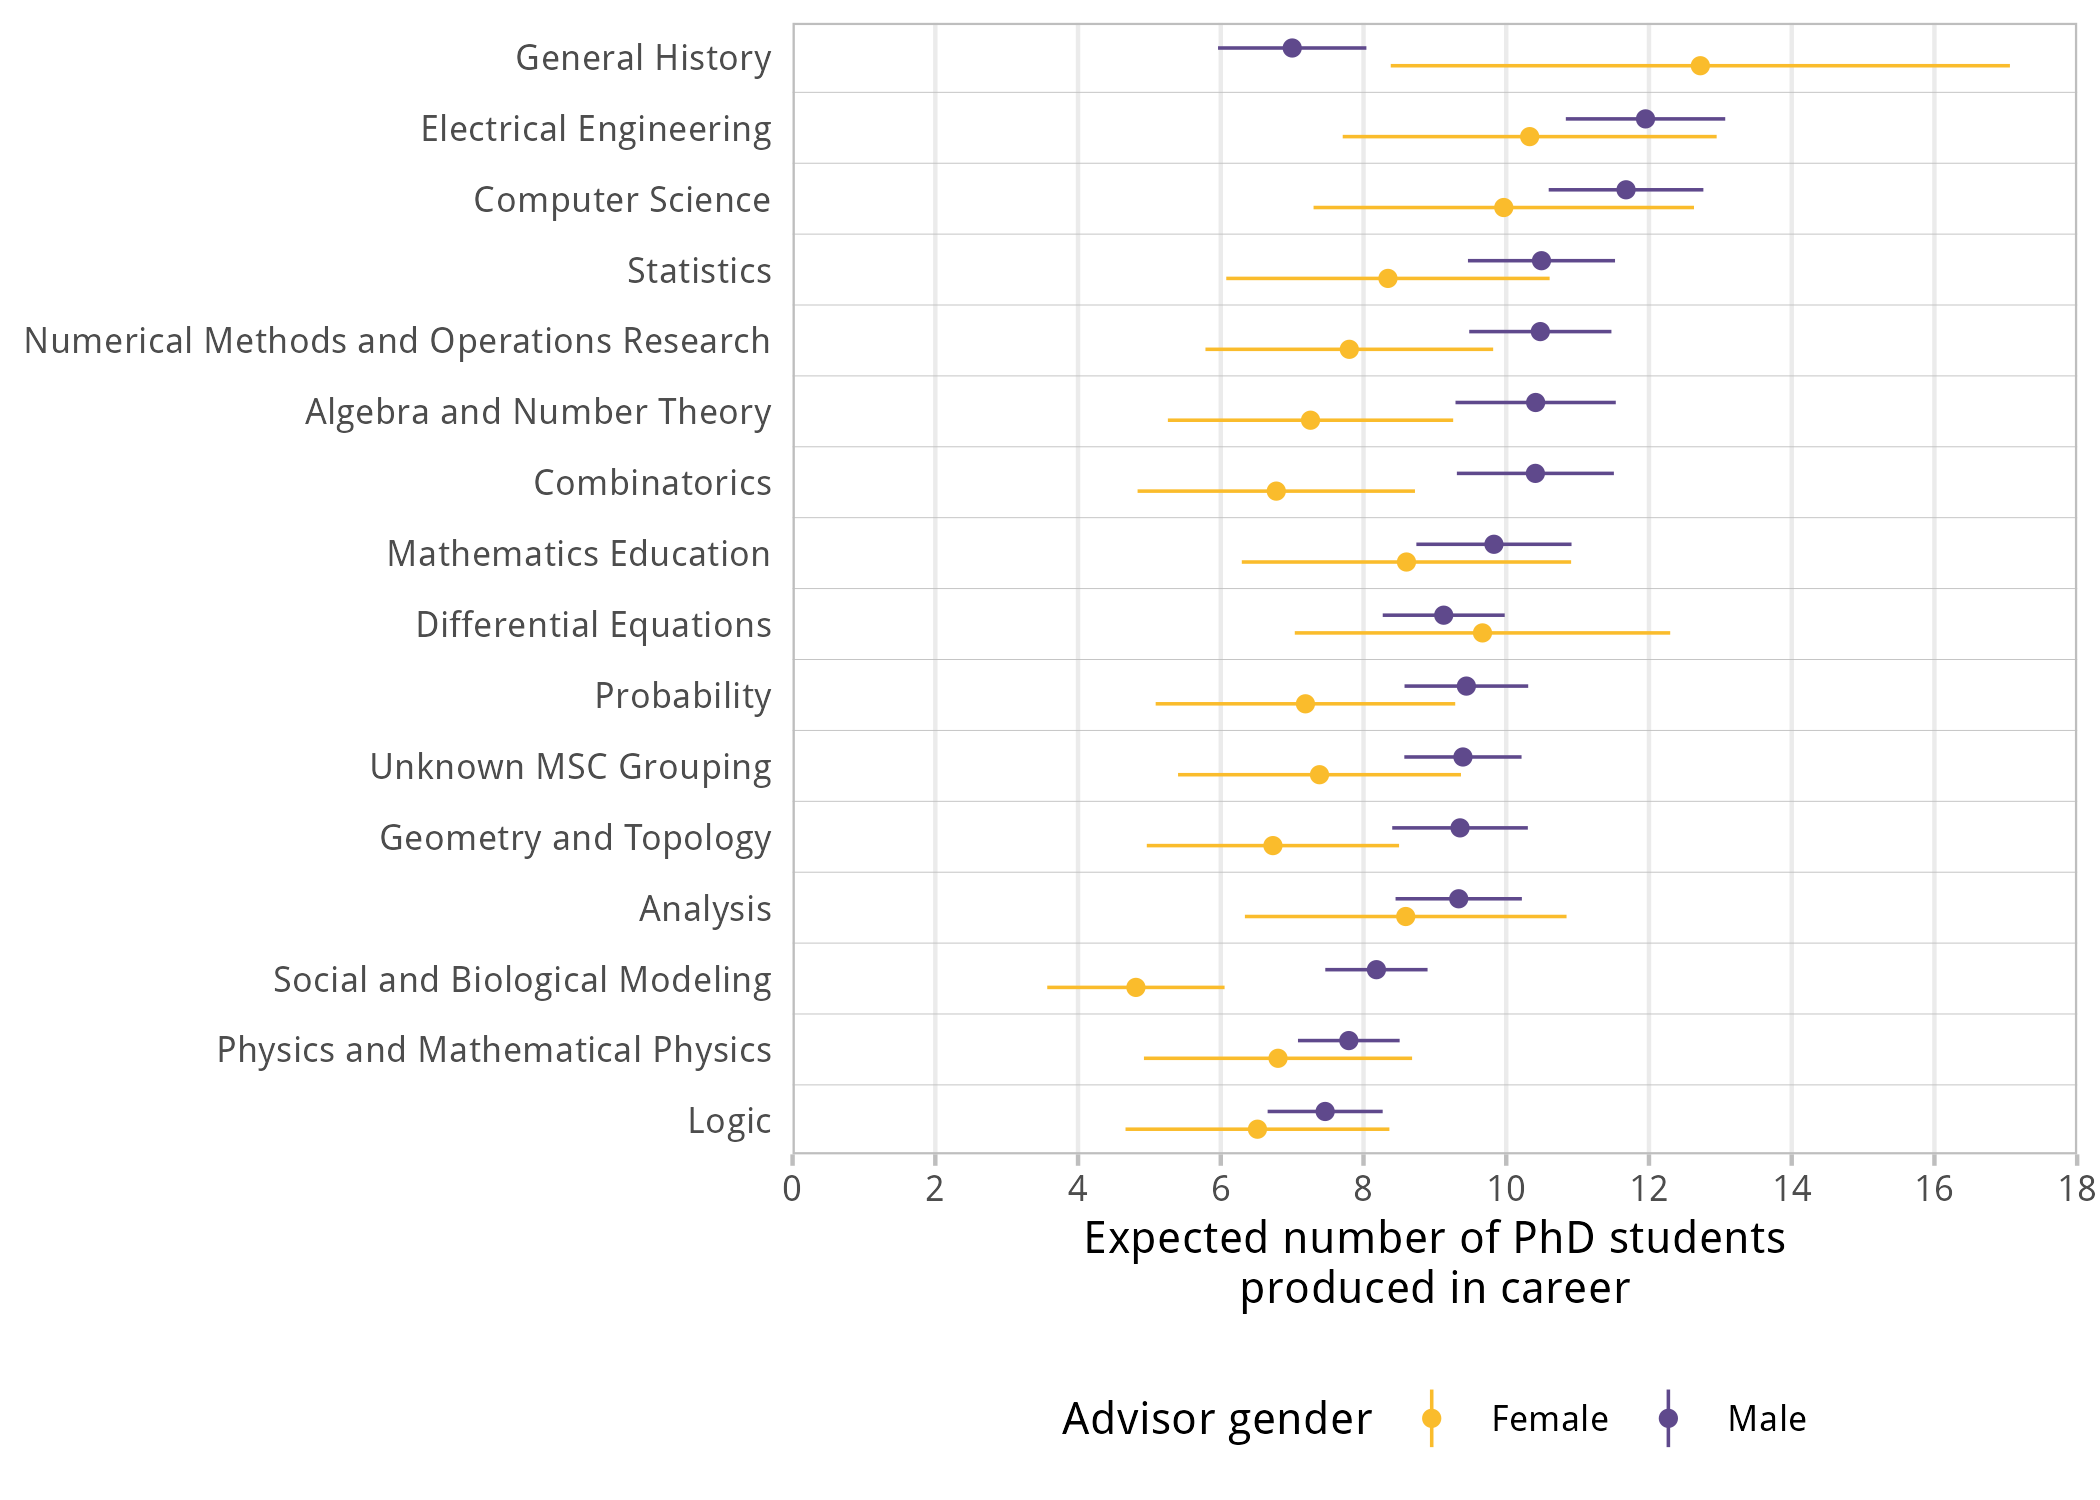 General History
Electrical Engineering
Computer Science
Statistics
Numerical Methods and Operations Research
Algebra and Number Theory
Combinatorics
Mathematics Education
Differential Equations
Probability
Unknown MSC Grouping
Geometry and Topology
Analysis
Social and Biological Modeling
Physics and Mathematical Physics
Logic
0 2 4 6 8 10 12 14 16 18
Expected number of PhD students
produced in career
Advisor gender Female Male